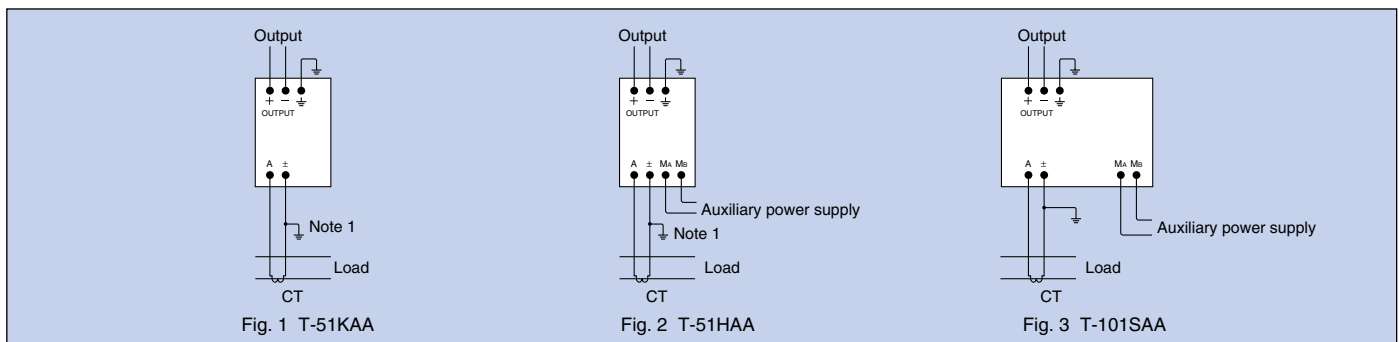 Output
+ −
OUTPUT
A ±
Note 1
Load
CT
Fig. 1 T-51KAA
Output
+ −
OUTPUT
A ± MA MB
Auxiliary power supply
Note 1
Load
CT
Fig. 2 T-51HAA
Output
+ −
OUTPUT
A ± MA MB
Auxiliary power supply
Load
CT
Fig. 3 T-101SAA